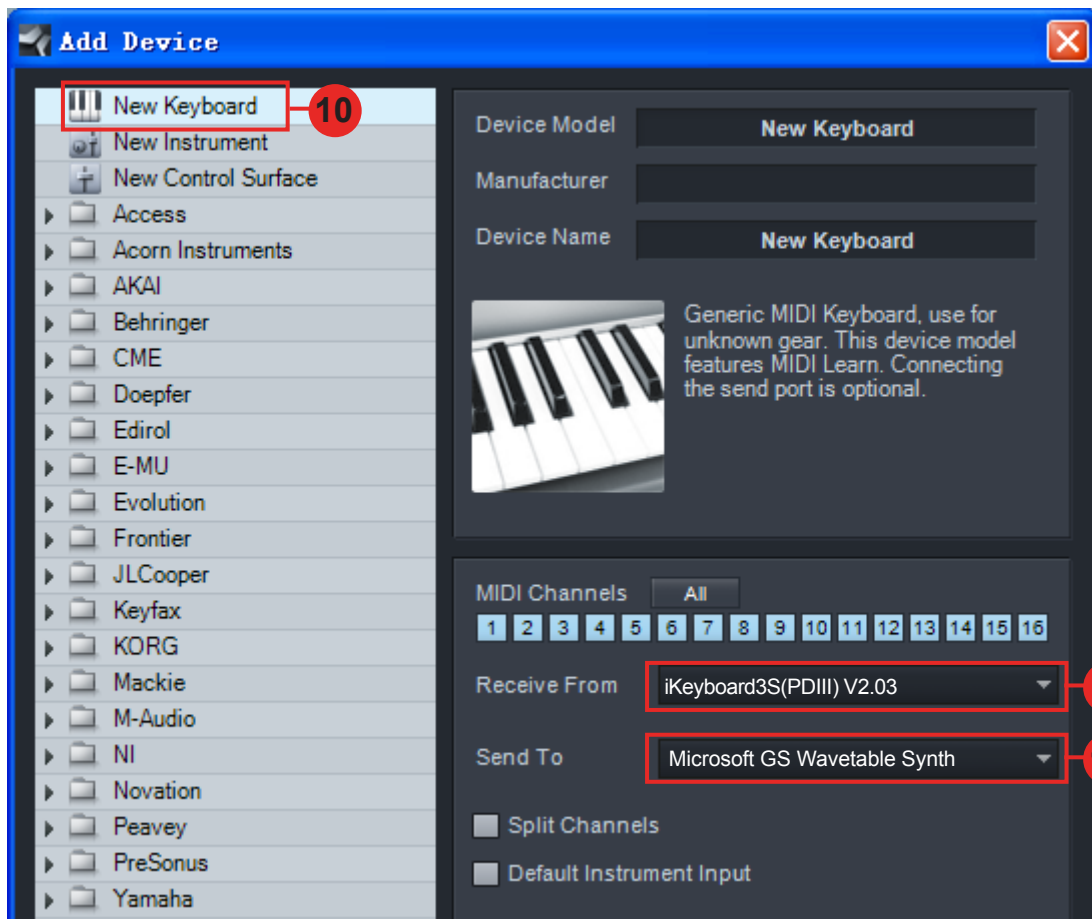 Add Device
New Keyboard
10
New Instrument
New Control Surface
Access
Acorn Instruments
AKAI
Behringer
CME
Doepfer
Edirol
E-MU
Evolution
Frontier
JLCooper
Keyfax
KORG
Mackie
M-Audio
NI
Novation
Peavey
PreSonus
Yamaha
Device Model New Keyboard
Manufacturer
Device Name New Keyboard
Generic MIDI Keyboard, use for
unknown gear. This device model
features MIDI Learn. Connecting
the send port is optional.
MIDI Channels All
1 2 3 4 5 6 7 8 9 10 11 12 13 14 15 16
Receive From iKeyboard3S(PDIII) V2.03
Send To Microsoft GS Wavetable Synth
Split Channels
Default Instrument Input